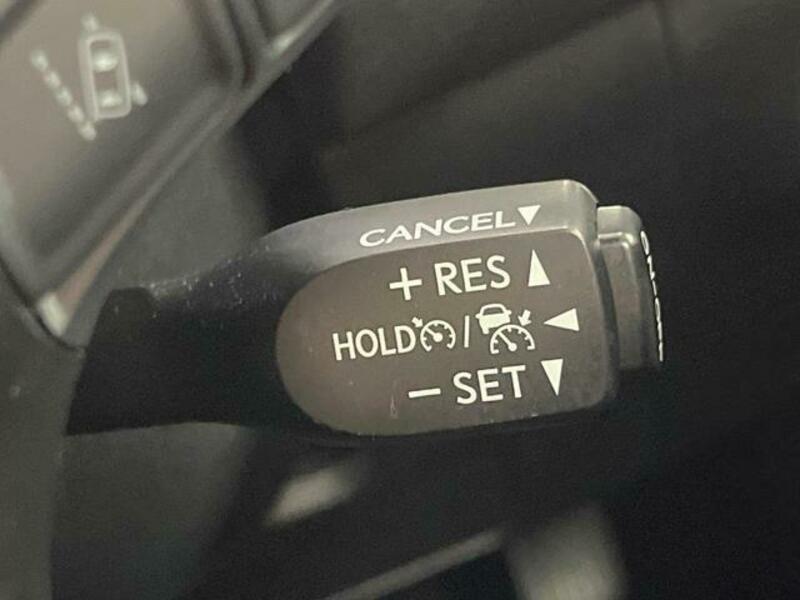 CANCEL▼
+ RES ▲
HOLD / ◀
− SET ▼